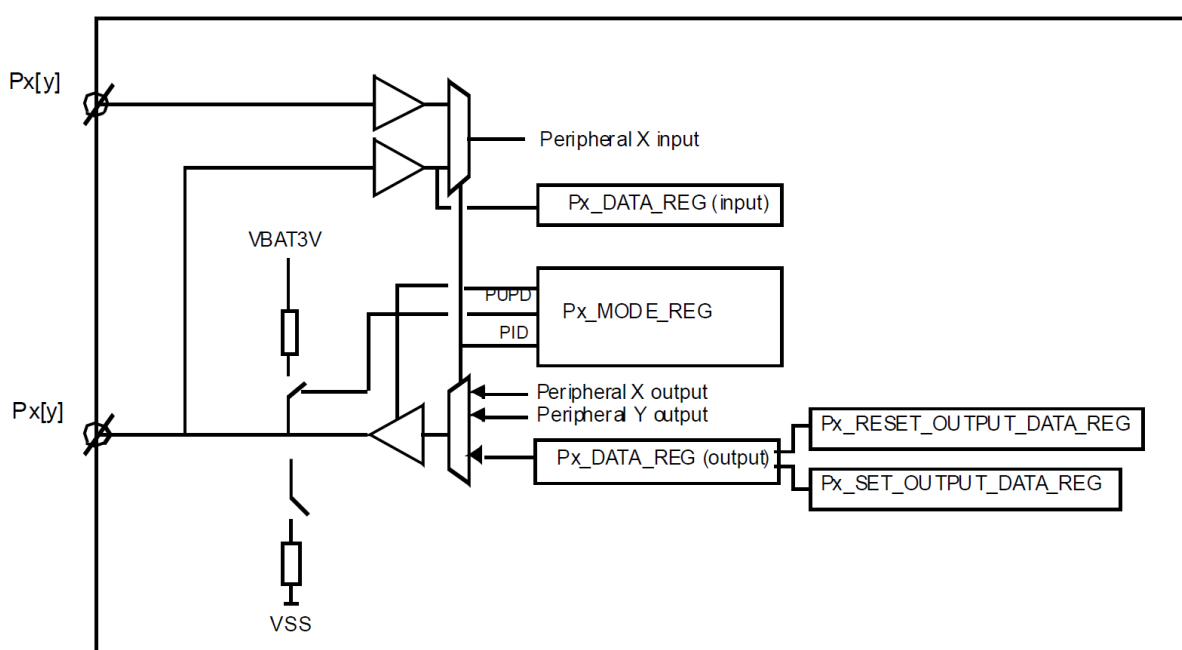 Px[y]
Peripheral X input
Px_DATA_REG (input)
VBAT3V
PUPD
Px_MODE_REG
PID
Peripheral X output
Px[y]
Peripheral Y output
Px_RESET_OUTPUT_DATA_REG
Px_DATA_REG (output)
Px_SET_OUTPUT_DATA_REG
VSS